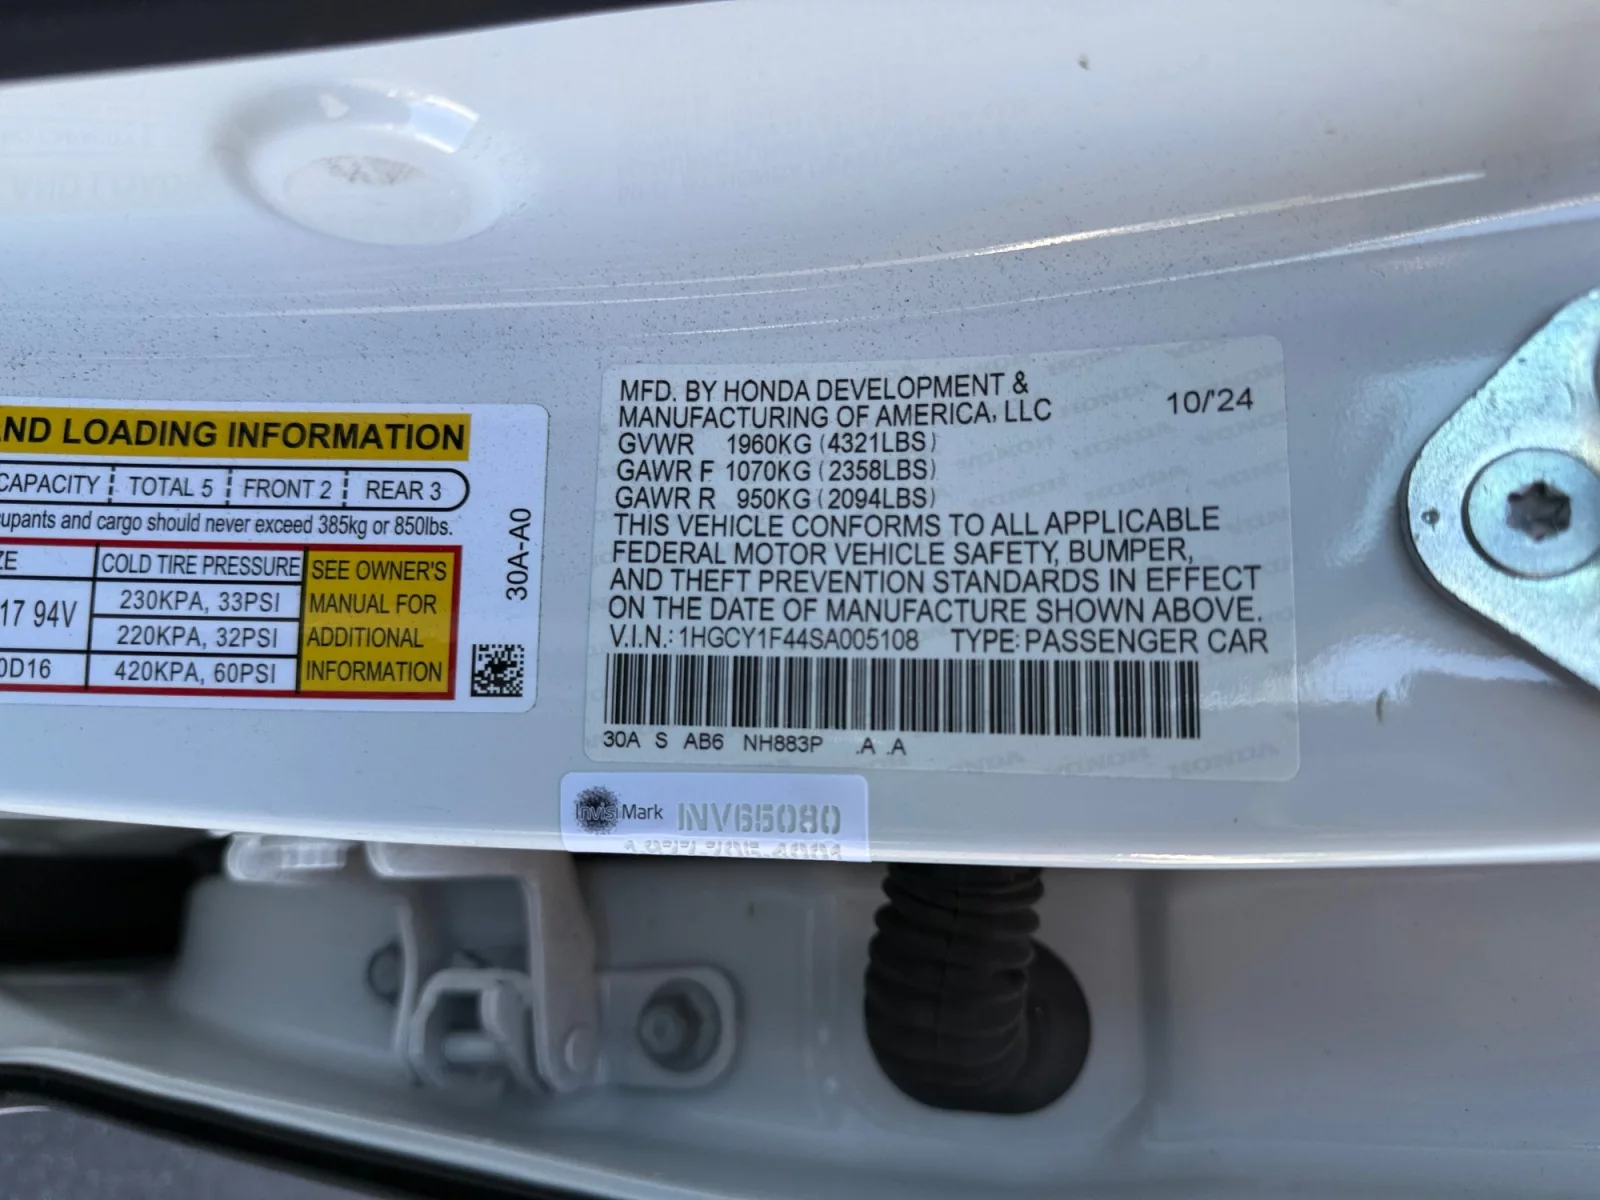 AND LOADING INFORMATION
CAPACITY TOTAL 5 FRONT 2 REAR 3
upants and cargo should never exceed 385kg or 850lbs.
ZE COLD TIRE PRESSURE SEE OWNER'S
17 94V 230KPA, 33PSI MANUAL FOR
220KPA, 32PSI ADDITIONAL
0D16 420KPA, 60PSI INFORMATION
30A-A0
MFD. BY HONDA DEVELOPMENT &
MANUFACTURING OF AMERICA, LLC 10/'24
GVWR 1960KG (4321LBS)
GAWR F 1070KG (2358LBS)
GAWR R 950KG (2094LBS)
THIS VEHICLE CONFORMS TO ALL APPLICABLE
FEDERAL MOTOR VEHICLE SAFETY, BUMPER,
AND THEFT PREVENTION STANDARDS IN EFFECT
ON THE DATE OF MANUFACTURE SHOWN ABOVE.
V.I.N.: 1HGCY1F44SA005108 TYPE: PASSENGER CAR
30A S AB6 NH883P .A .A
InvisiMark INV65080